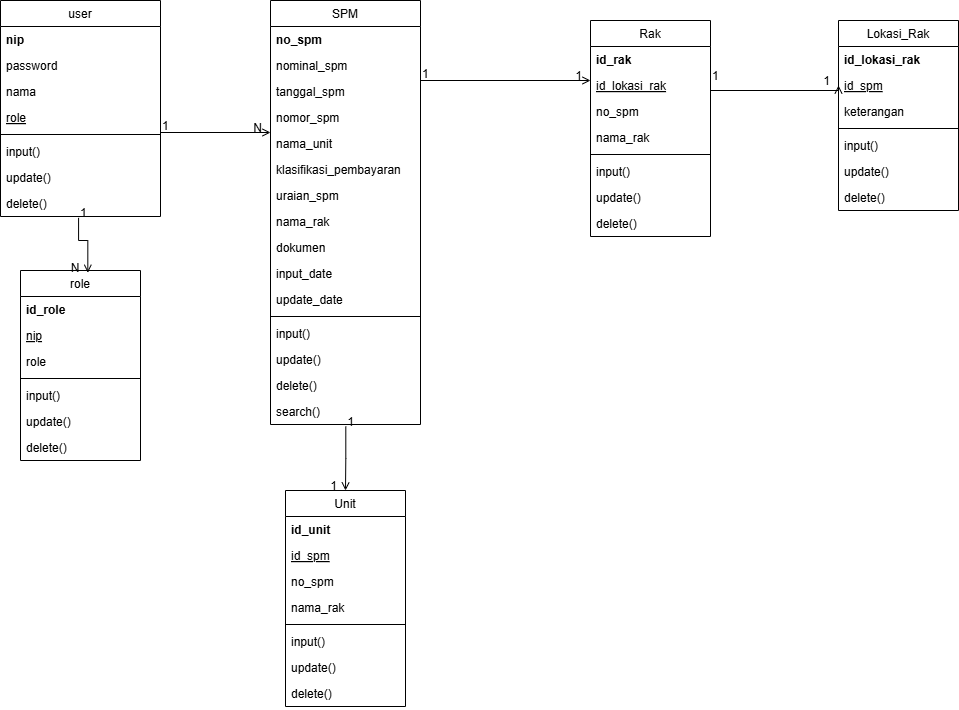 user
nip
password
nama
role
input()
update()
delete()
1
N
1
N
role
id_role
nip
role
input()
update()
delete()
SPM
no_spm
nominal_spm
tanggal_spm
nomor_spm
nama_unit
klasifikasi_pembayaran
uraian_spm
nama_rak
dokumen
input_date
update_date
input()
update()
delete()
search()
1
1
1
1
Unit
id_unit
id_spm
no_spm
nama_rak
input()
update()
delete()
Rak
id_rak
id_lokasi_rak
no_spm
nama_rak
input()
update()
delete()
1
1
Lokasi_Rak
id_lokasi_rak
id_spm
keterangan
input()
update()
delete()